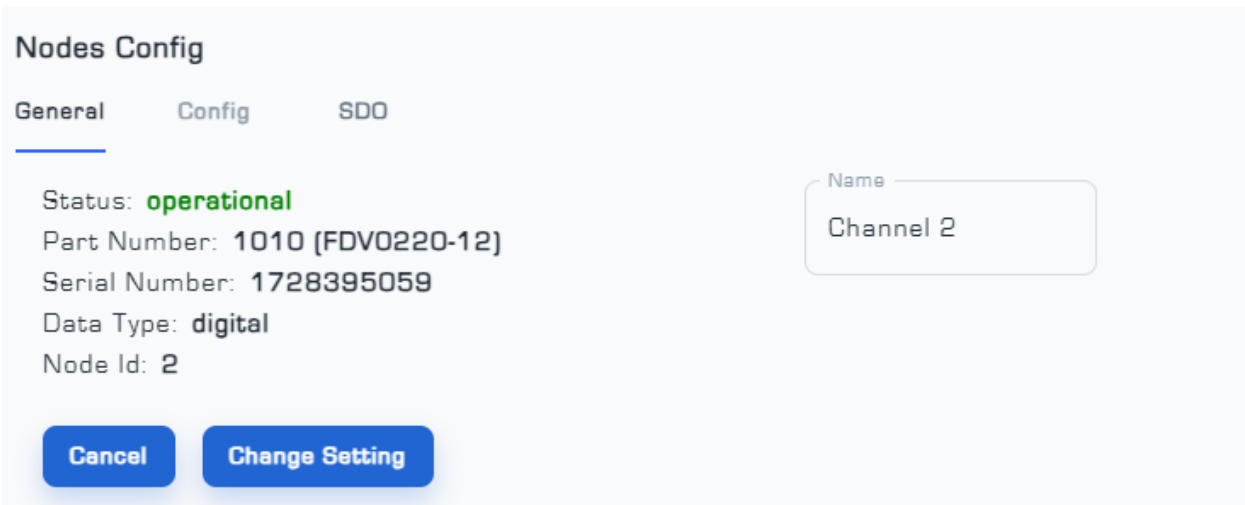 Nodes Config
General Config SDO
Status: operational
Name
Channel 2
Part Number: 1010 (FDV0220-12)
Serial Number: 1728395059
Data Type: digital
Node Id: 2
Cancel Change Setting